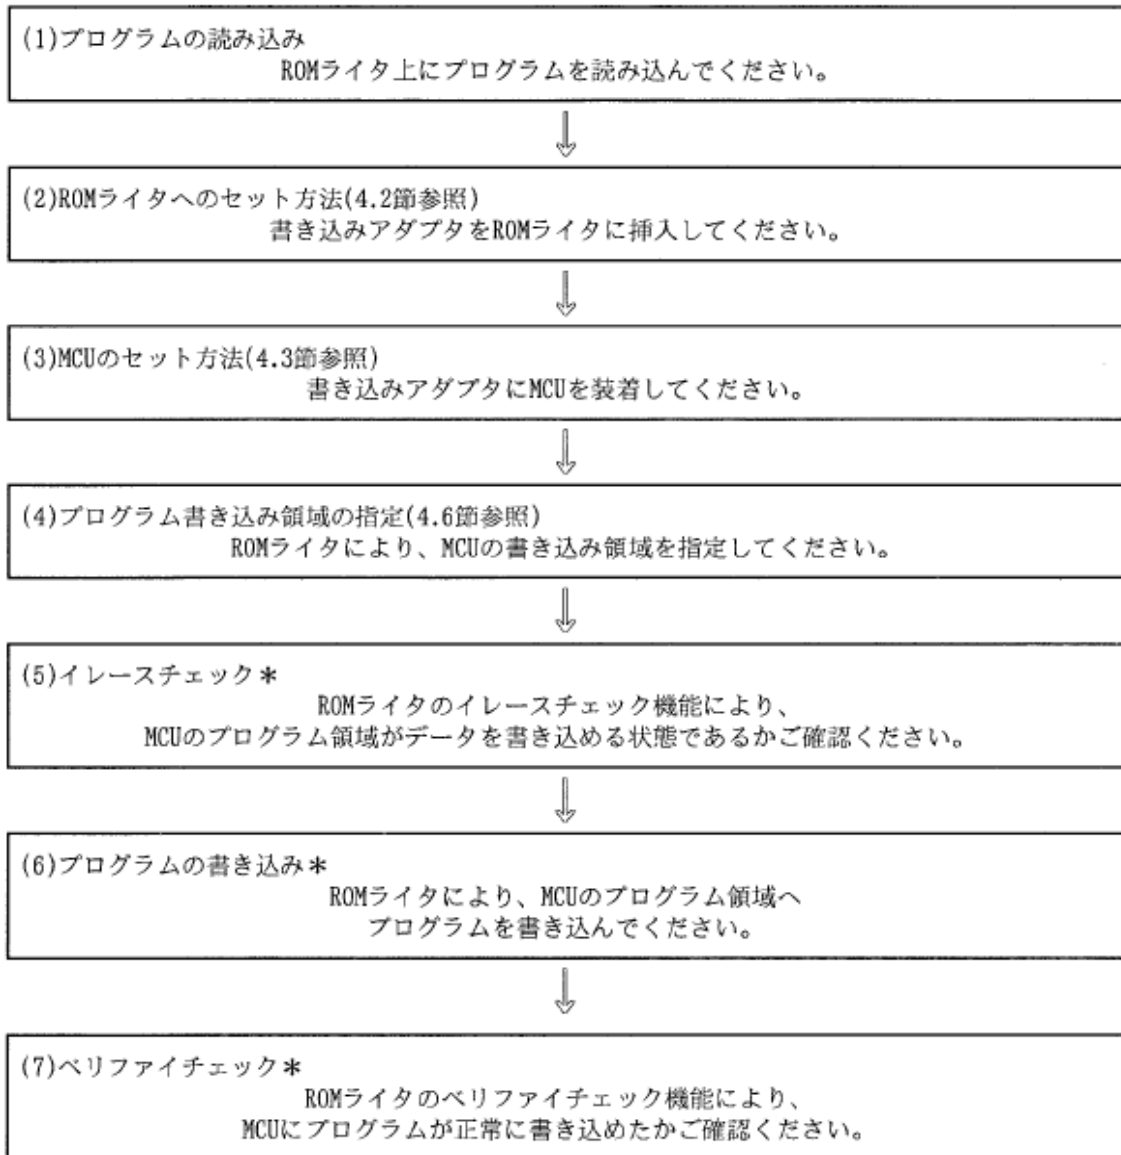 (1)プログラムの読み込み
ROMライタ上にプログラムを読み込んでください。
(2)ROMライタへのセット方法(4.2節参照)
書き込みアダプタをROMライタに挿入してください。
(3)MCUのセット方法(4.3節参照)
書き込みアダプタにMCUを装着してください。
(4)プログラム書き込み領域の指定(4.6節参照)
ROMライタにより、MCUの書き込み領域を指定してください。
(5)イレースチェック*
ROMライタのイレースチェック機能により、
MCUのプログラム領域がデータを書き込める状態であるかご確認ください。
(6)プログラムの書き込み*
ROMライタにより、MCUのプログラム領域へ
プログラムを書き込んでください。
(7)ベリファイチェック*
ROMライタのベリファイチェック機能により、
MCUにプログラムが正常に書き込めたかご確認ください。